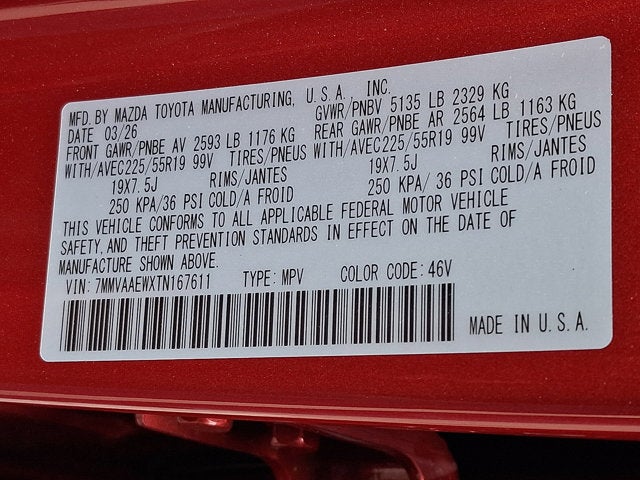 MFD. BY MAZDA TOYOTA MANUFACTURING, U.S.A., INC.
DATE 03/26 GVWR/PNBV 5135 LB 2329 KG
FRONT GAWR/PNBE AV 2593 LB 1176 KG REAR GAWR/PNBE AR 2564 LB 1163 KG
WITH/AVEC225/55R19 99V TIRES/PNEUS WITH/AVEC225/55R19 99V TIRES/PNEUS
19X7.5J RIMS/JANTES 19X7.5J RIMS/JANTES
250 KPA/36 PSI COLD/A FROID 250 KPA/ 36 PSI COLD/A FROID
THIS VEHICLE CONFORMS TO ALL APPLICABLE FEDERAL MOTOR VEHICLE
SAFETY, AND THEFT PREVENTION STANDARDS IN EFFECT ON THE DATE OF
MANUFACTURE SHOWN ABOVE.
VIN: 7MMVAAEWXTN167611 TYPE: MPV COLOR CODE: 46V
MADE IN U.S.A.